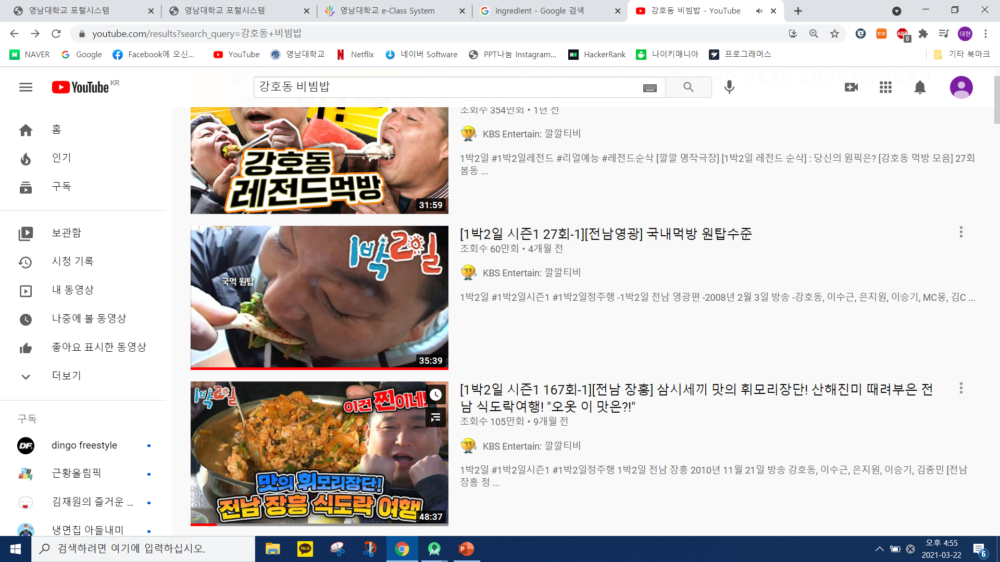 영남대학교 포털시스템
영남대학교 포털시스템
영남대학교 e-Class System
ingredient - Google 검색
강호동 비빔밥 - YouTube
youtube.com/results?search_query=강호동+비빔밥
EX
ABP
8
대현
NAVER
Google
Facebook에 오신...
YouTube
영남대학교
Netflix
네이버 Software
PPT나눔 Instagram...
HackerRank
나이키매니아
프로그래머스
기타 북마크
YouTube KR
강호동 비빔밥
홈
인기
구독
보관함
시청 기록
내 동영상
나중에 볼 동영상
좋아요 표시한 동영상
더보기
구독
DF.
dingo freestyle
근황올림픽
김재원의 즐거운 ...
냉면집 아들내미
강호동
레전드먹방
31:59
조회수 354만회 • 1년 전
KBS Entertain: 깔깔티비
1박2일 #1박2일레전드 #리얼예능 #레전드순삭 [깔깔 명작극장] [1박2일 레전드 순삭] : 당신의 원픽은? [강호동 먹방 모음] 27회
봄동 ...
1박2일
국먹 원탑
35:39
[1박2일 시즌1 27회-1][전남영광] 국내먹방 원탑수준
조회수 60만회 • 4개월 전
KBS Entertain: 깔깔티비
1박2일 #1박2일시즌1 #1박2일정주행 -1박2일 전남 영광편 -2008년 2월 3일 방송 -강호동, 이수근, 은지원, 이승기, MC몽, 김C ...
1박2일
이건 찐이네!
맛의 휘모리장단!
전남 장흥 식도락 여행
48:37
[1박2일 시즌1 167회-1][전남 장흥] 삼시세끼 맛의 휘모리장단! 산해진미 때려부은 전
남 식도락여행! "오옷 이 맛은?!"
조회수 105만회 • 9개월 전
KBS Entertain: 깔깔티비
1박2일 #1박2일시즌1 #1박2일정주행 1박2일 전남 장흥 2010년 11월 21일 방송 강호동, 이수근, 은지원, 이승기, 김종민 [전남
장흥 정 ...
검색하려면 여기에 입력하십시오.
TALK
오후 4:55
2021-03-22
6